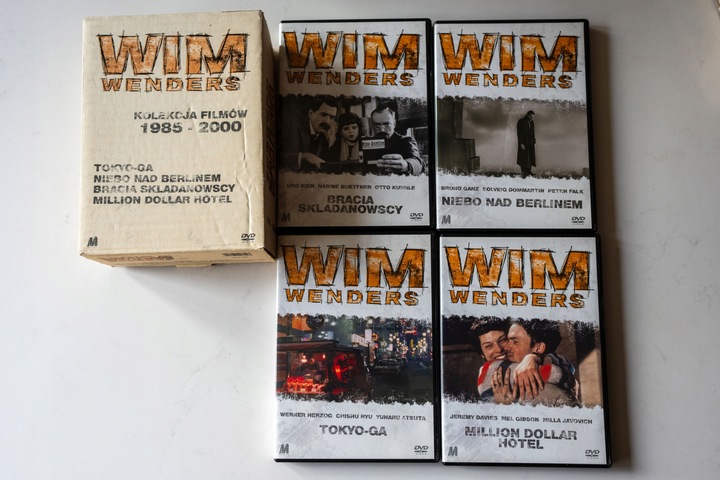 WIM
WENDERS
KOLEKCJA FILMÓW
1985 - 2000
TOKYO-GA
NIEBO NAD BERLINEM
BRACIA SKLADANOWSCY
MILLION DOLLAR HOTEL
M
DVD
WIM
WENDERS
UDO KIER NADINE BUETTNER OTTO KUHNLE
BRACIA
SKLADANOWSCY
M
DVD
WIM
WENDERS
BRUNO GANZ SOLVEIG DOMMARTIN PETER FALK
NIEBO NAD BERLINEM
M
DVD
WIM
WENDERS
WERNER HERZOG CHISHU RYU YUHARU ATSUTA
TOKYO-GA
M
DVD
WIM
WENDERS
JEREMY DAVIES MEL GIBSON MILLA JAVOVICH
MILLION DOLLAR
HOTEL
M
DVD